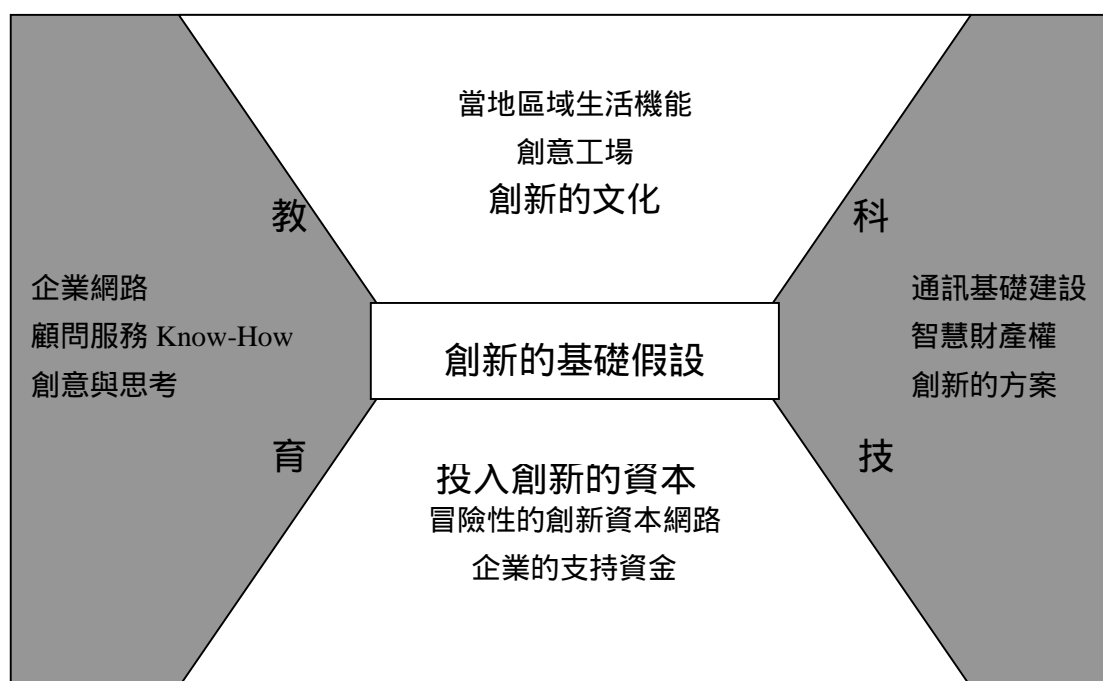 當地區域生活機能
創意工場
創新的文化
教
育
企業網路
顧問服務 Know-How
創意與思考
創新的基礎假設
科
技
通訊基礎建設
智慧財產權
創新的方案
投入創新的資本
冒險性的創新資本網路
企業的支持資金